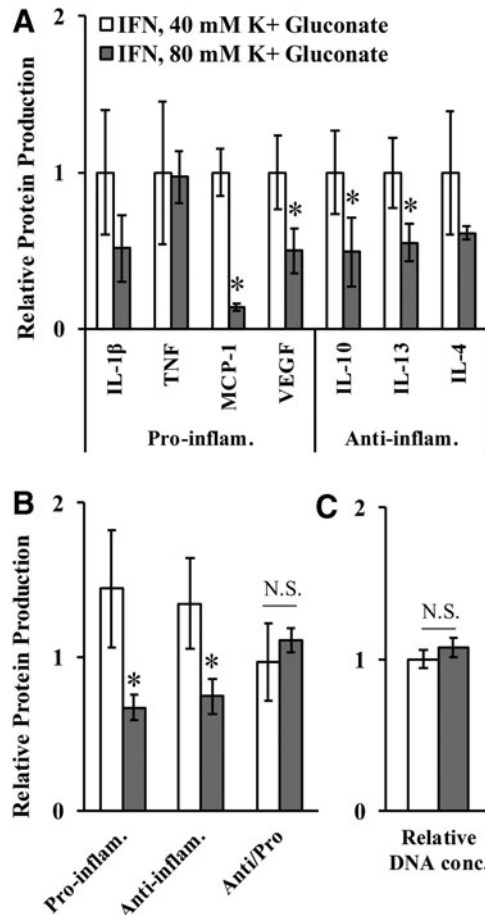 A
2
IFN, 40 mM K+ Gluconate
IFN, 80 mM K+ Gluconate
Relative Protein Production
1
*
*
*
*
0
IL-1β
TNF
MCP-1
VEGF
IL-10
IL-13
IL-4
Pro-inflam.
Anti-inflam.
B
2
Relative Protein Production
N.S.
1
*
*
0
Pro-inflam.
Anti-inflam.
Anti/Pro
C
2
N.S.
1
0
Relative
DNA conc.